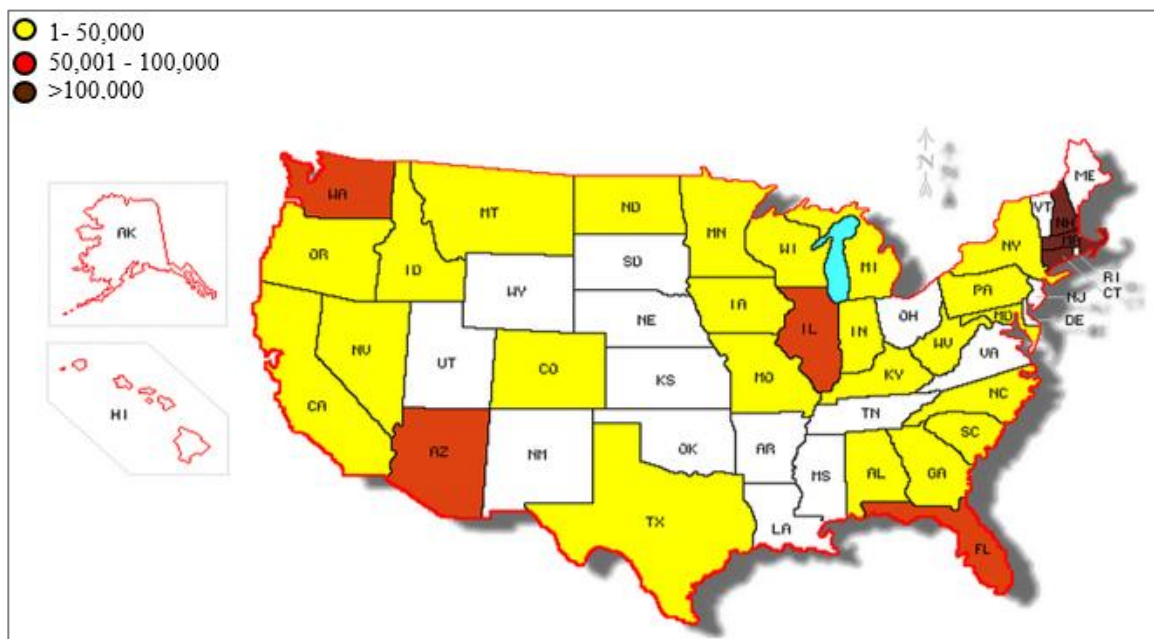 1- 50,000
50,001 - 100,000
>100,000
N
ME
WA
VT
NH
MT
ND
AK
MN
OR
NY
WI
ID
SD
MI
MA
RI
WY
CT
IA
PA
NJ
NE
OH
DE
MD
IL
IN
NV
UT
WV
VA
CO
MO
KY
KS
CA
NC
HI
TN
SC
OK
AR
AZ
NM
AL
GA
MS
TX
LA
FL